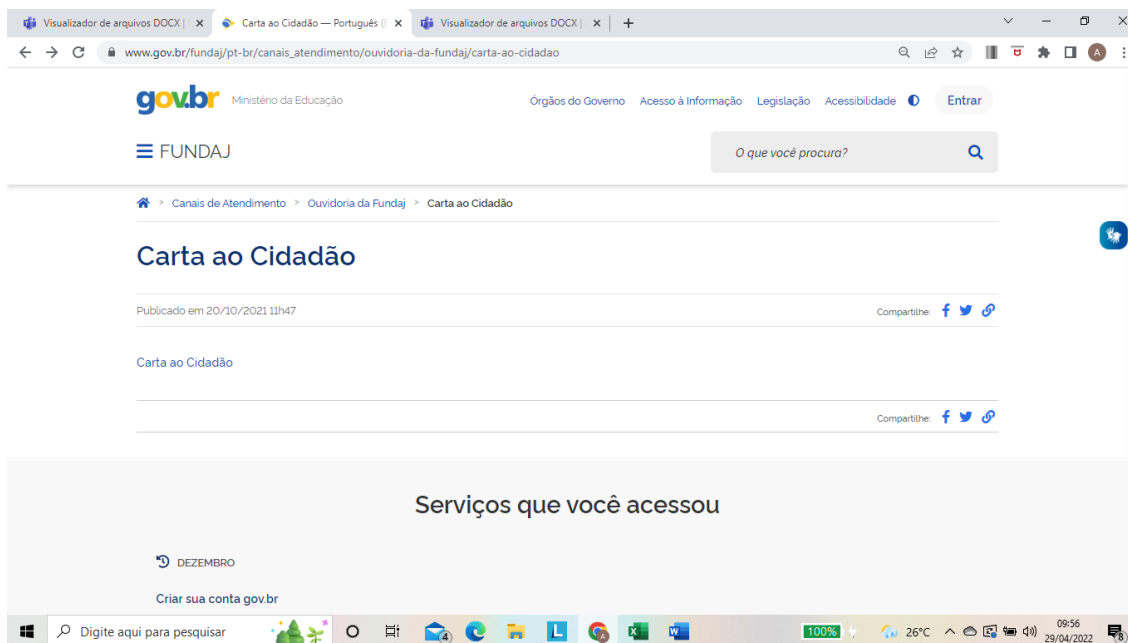 Visualizador de arquivos DOCX | Carta ao Cidadão — Português (B Visualizador de arquivos DOCX |
www.gov.br/fundaj/pt-br/canais_atendimento/ouvidoria-da-fundaj/carta-ao-cidadao A
gov.br Ministério da Educação Órgãos do Governo Acesso à Informação Legislação Acessibilidade Entrar
FUNDAJ O que você procura?
> Canais de Atendimento > Ouvidoria da Fundaj > Carta ao Cidadão
Carta ao Cidadão
Publicado em 20/10/2021 11h47 Compartilhe:
Carta ao Cidadão
Compartilhe:
Serviços que você acessou
DEZEMBRO
Criar sua conta gov.br
Digite aqui para pesquisar 4 L X W 100% 26°C 09:56
29/04/2022 8